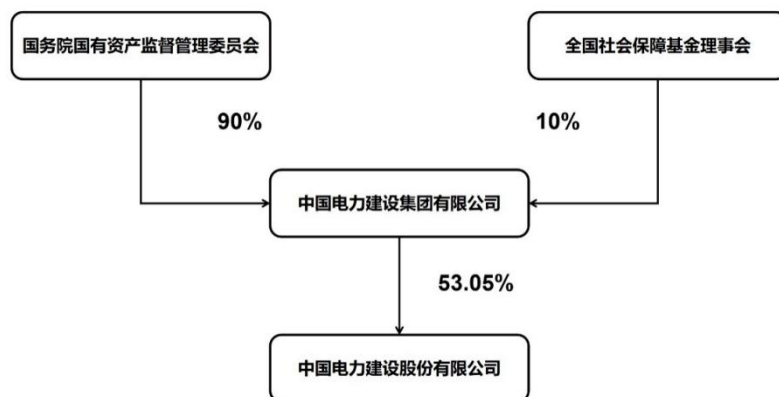 国务院国有资产监督管理委员会
全国社会保障基金理事会
90%
10%
中国电力建设集团有限公司
53.05%
中国电力建设股份有限公司